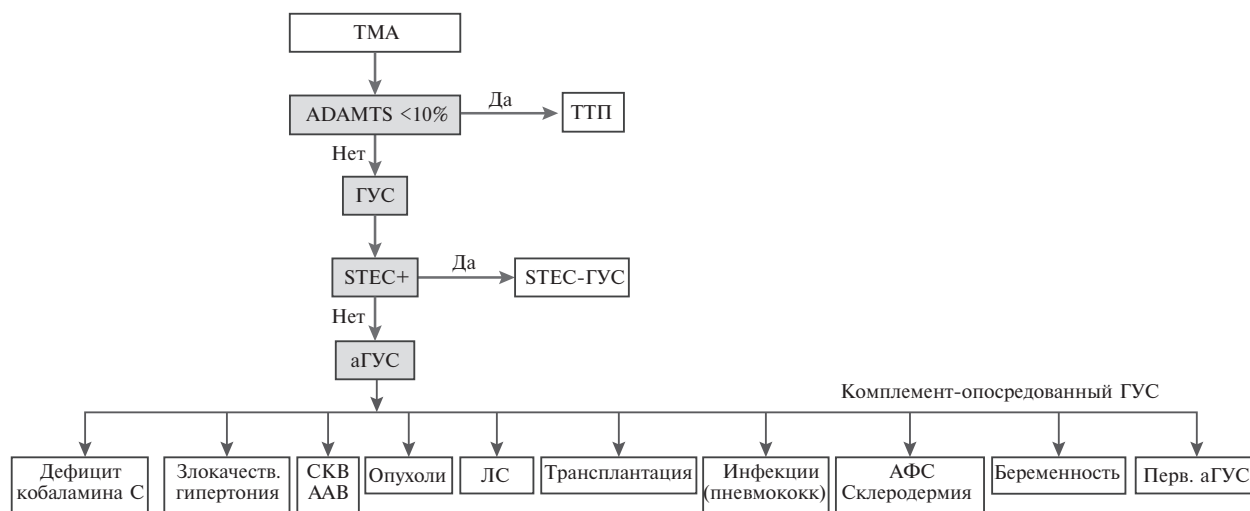 ТМА
ADAMTS <10%
Да
ТТП
Нет
ГУС
STEC+
Да
STEC-ГУС
Нет
аГУС
Комплемент-опосредованный ГУС
Дефицит
кобаламина С
Злокачеств.
гипертония
СКВ
ААВ
Опухоли
ЛС
Трансплантация
Инфекции
(пневмококк)
АФС
Склеродермия
Беременность
Перв. аГУС